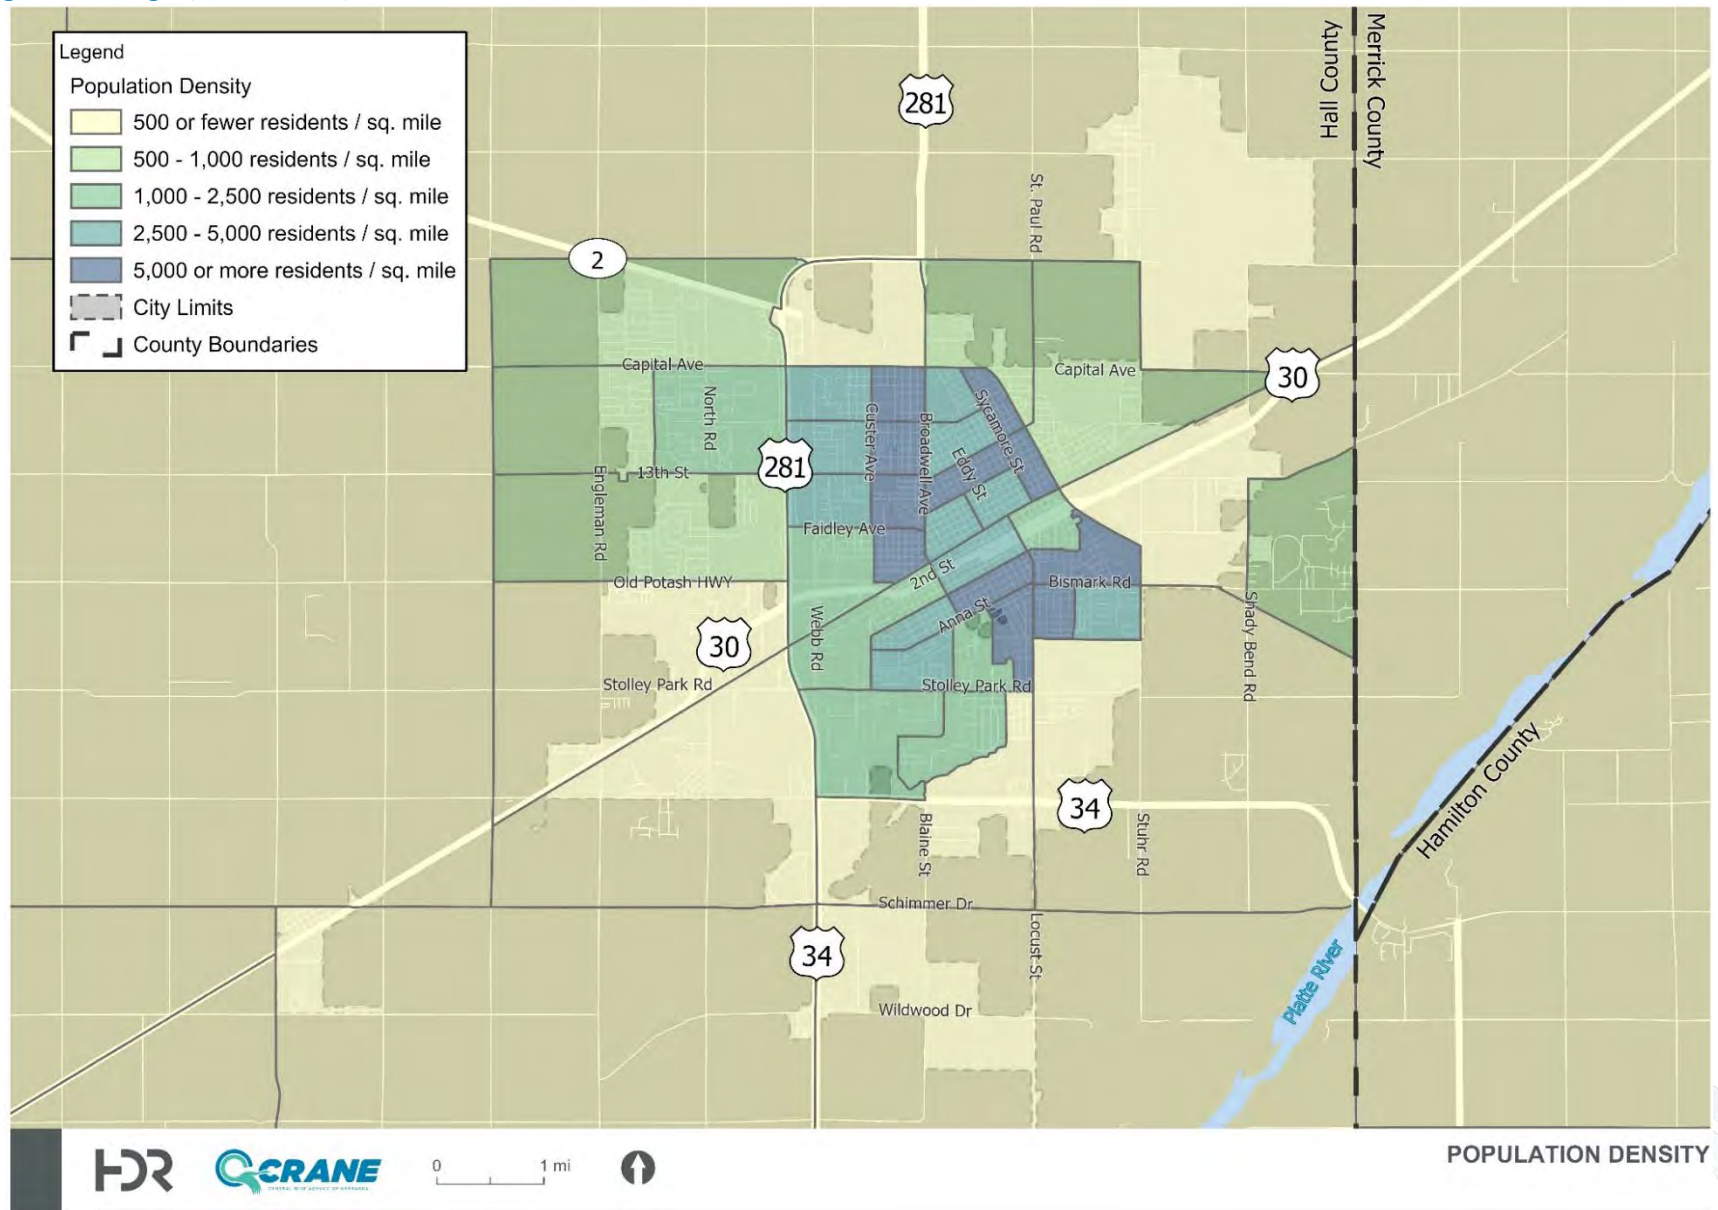 Legend
Population Density
500 or fewer residents / sq. mile
500 - 1,000 residents / sq. mile
1,000 - 2,500 residents / sq. mile
2,500 - 5,000 residents / sq. mile
5,000 or more residents / sq. mile
City Limits
County Boundaries
Merrick County
Hall County
281
St. Paul Rd
2
Capital Ave
Capital Ave
30
North Rd
Custer Ave
Broadwell Ave
Sycamore St
Eddy St
281
13th St
Engleman Rd
Faidley Ave
2nd St
Old Potash HWY
Bismark Rd
Anna St
Webb Rd
Shady Bend Rd
30
Stolley Park Rd
Stolley Park Rd
34
Blaine St
Stuhr Rd
Hamilton County
Schimmer Dr
Locust St
34
Platte River
Wildwood Dr
HDR
CRANE
0 1 mi
POPULATION DENSITY